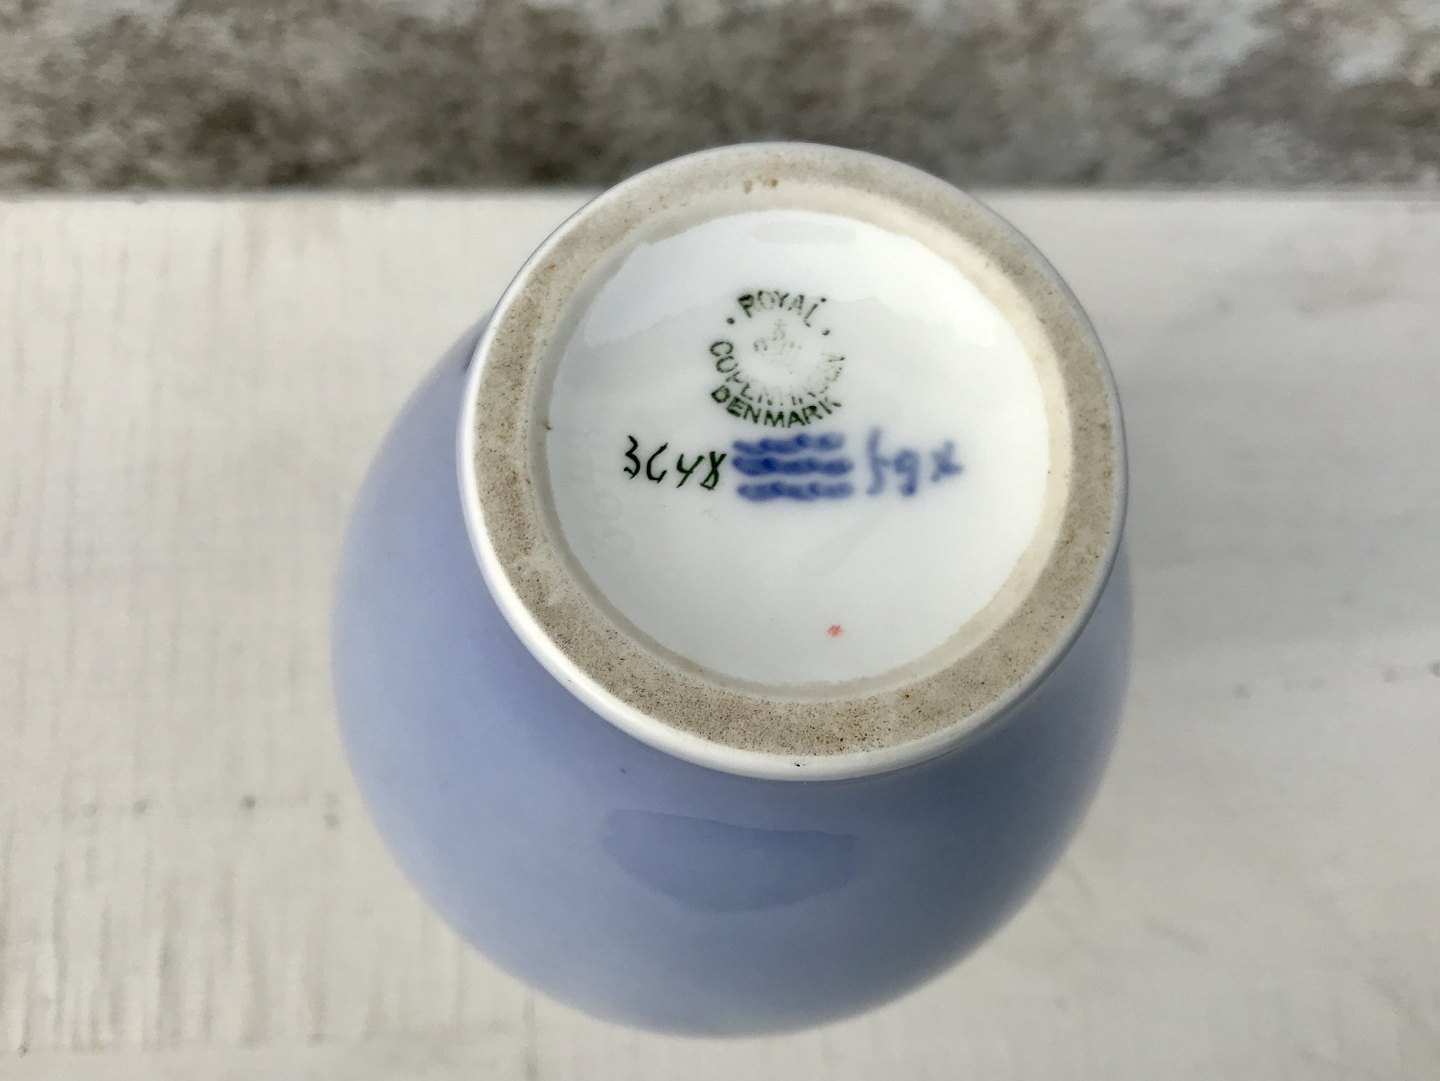 ROYAL
COPENHAGEN
DENMARK
3648